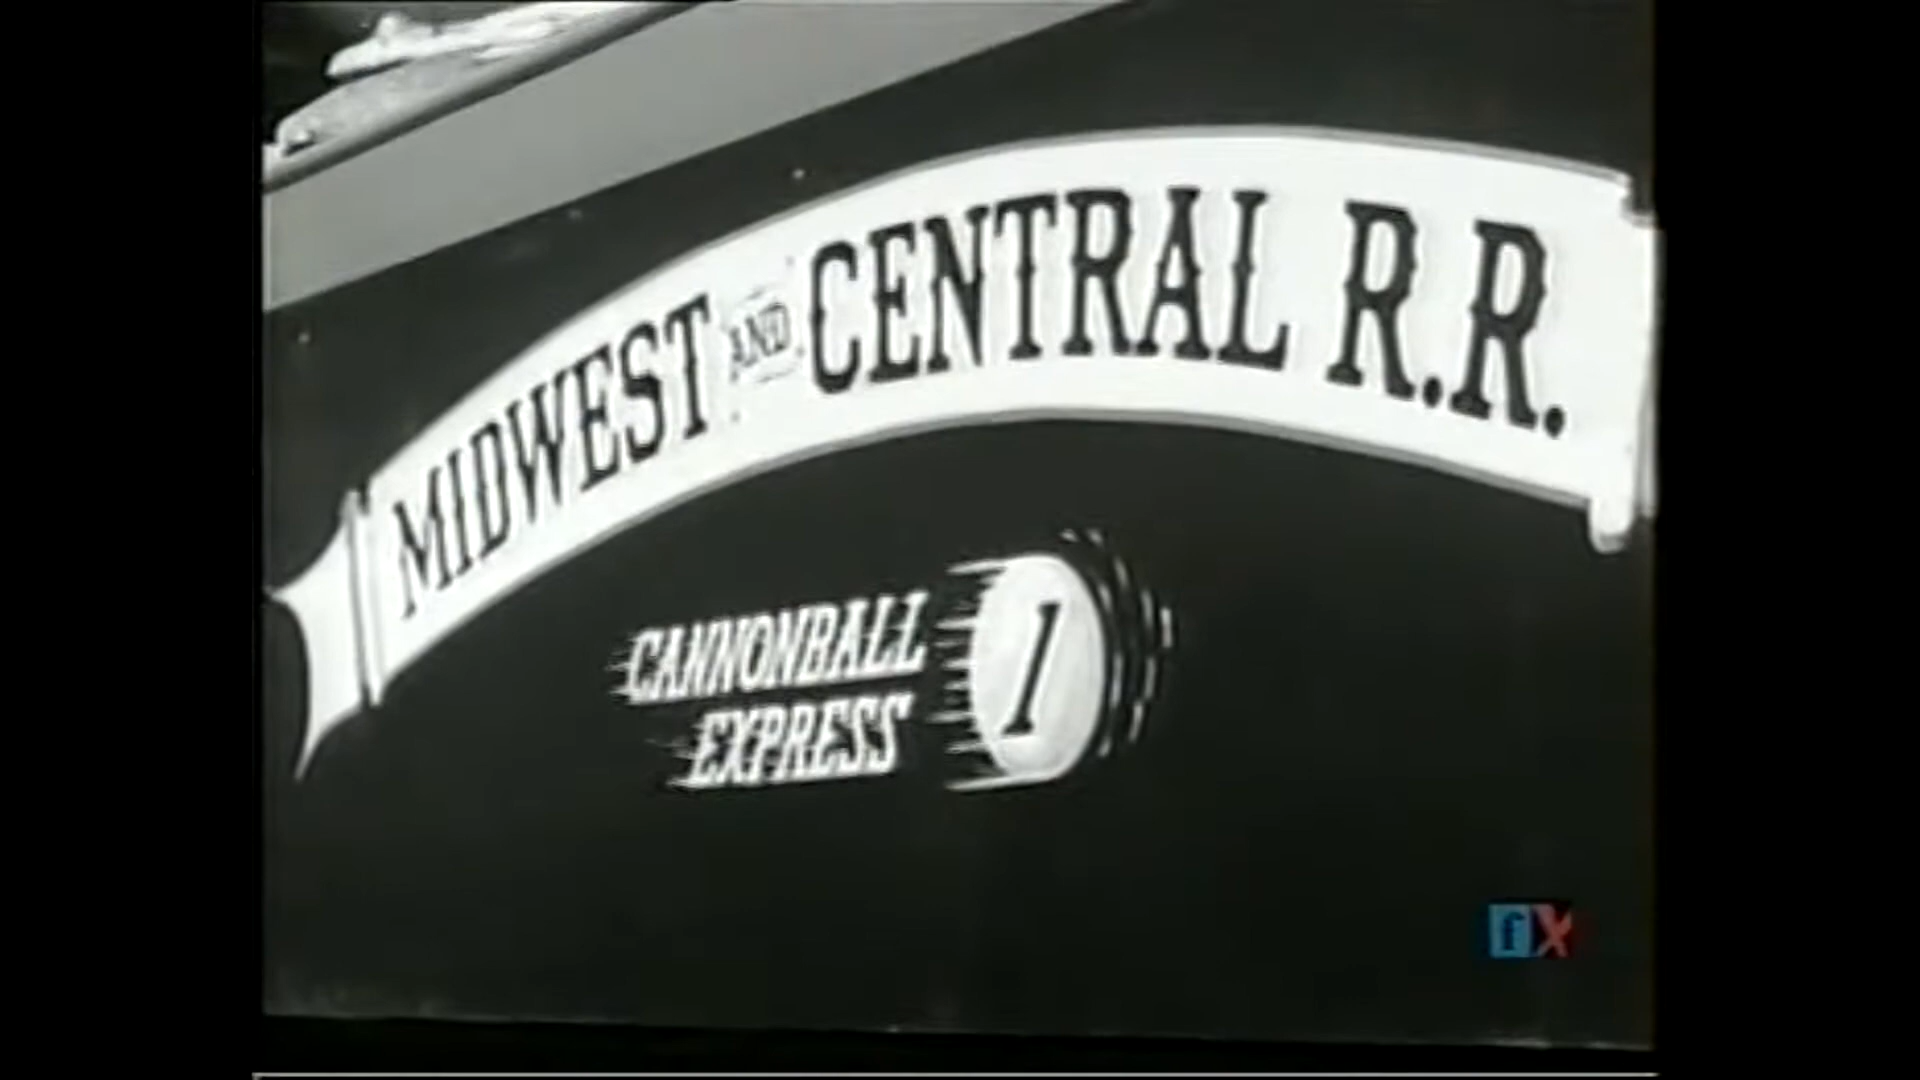 MIDWEST AND CENTRAL R.R.
CANNONBALL
EXPRESS
1
fX